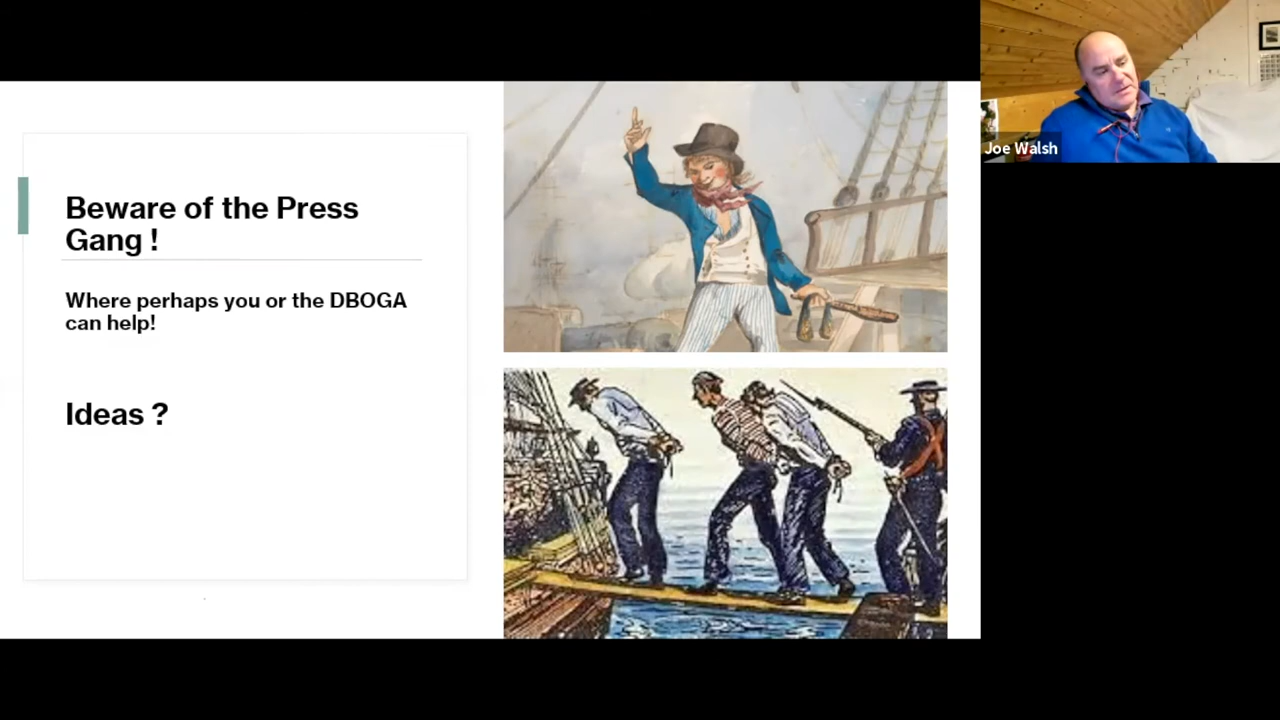 Beware of the Press
Gang !
Where perhaps you or the DBOGA
can help!
Ideas ?
Joe Walsh